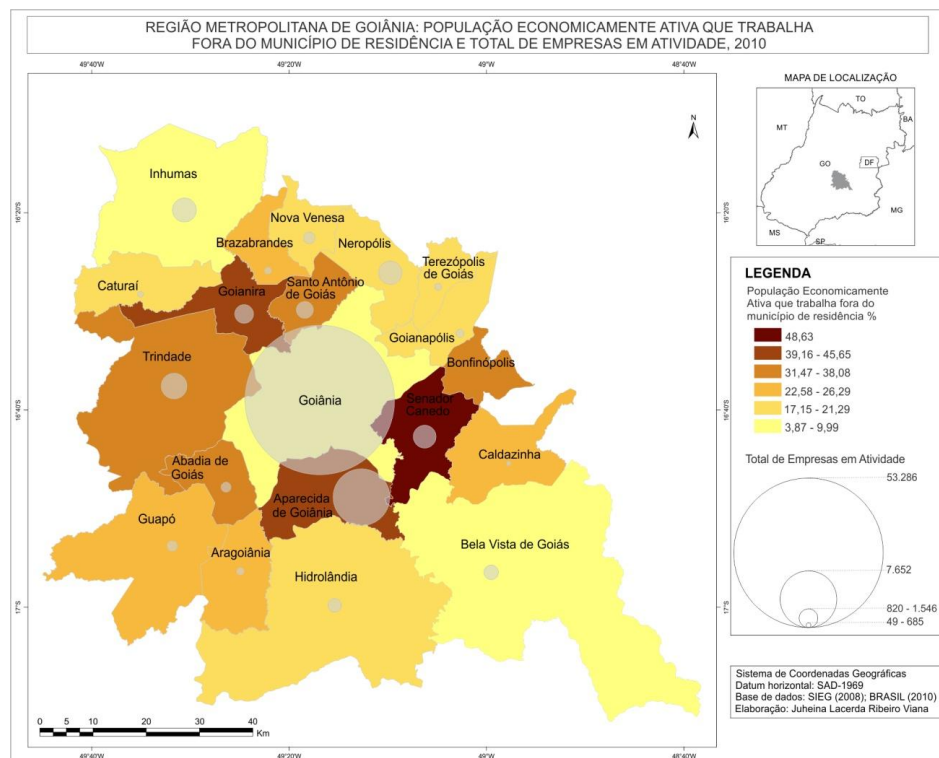 REGIÃO METROPOLITANA DE GOIÂNIA: POPULAÇÃO ECONOMICAMENTE ATIVA QUE TRABALHA
FORA DO MUNICÍPIO DE RESIDÊNCIA E TOTAL DE EMPRESAS EM ATIVIDADE, 2010
49°40'W
49°20'W
49°W
48°40'W
16°20'S
16°40'S
17°S
16°20'S
16°40'S
17°S
N
Inhumas
Nova Venesa
Brazabrandes
Neropólis
Terezópolis
de Goiás
Caturaí
Goianira
Santo Antônio
de Goiás
Goianapólis
Bonfinópolis
Trindade
Goiânia
Senador
Canedo
Caldazinha
Abadia de
Goiás
Aparecida
de Goiânia
Guapó
Aragoiânia
Hidrolândia
Bela Vista de Goiás
0 5 10 20 30 40
Km
49°40'W
49°20'W
49°W
48°40'W
MAPA DE LOCALIZAÇÃO
TO
MT
BA
GO
DF
MG
MS
SP
LEGENDA
População Economicamente
Ativa que trabalha fora do
município de residência %
48,63
39,16 - 45,65
31,47 - 38,08
22,58 - 26,29
17,15 - 21,29
3,87 - 9,99
Total de Empresas em Atividade
53.286
7.652
820 - 1.546
49 - 685
Sistema de Coordenadas Geográficas
Datum horizontal: SAD-1969
Base de dados: SIEG (2008); BRASIL (2010)
Elaboração: Juheina Lacerda Ribeiro Viana